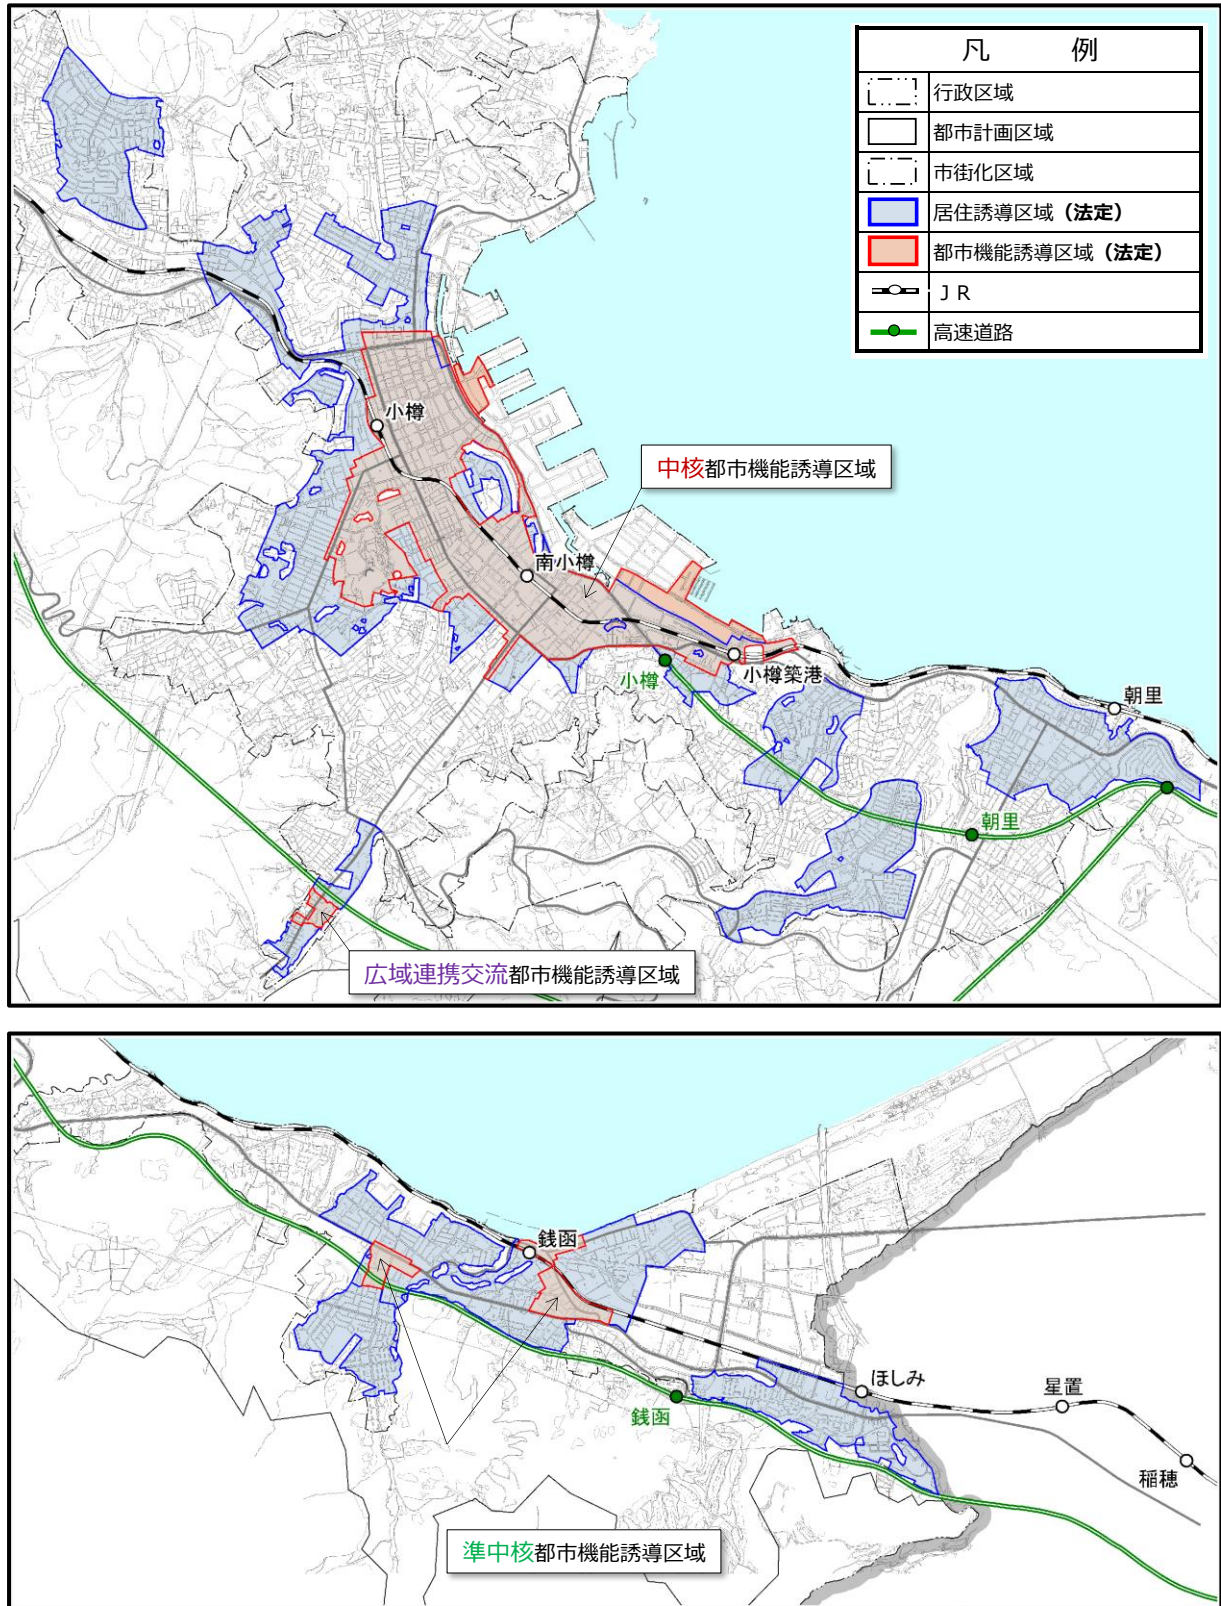 凡　　　例
行政区域
都市計画区域
市街化区域
居住誘導区域（法定）
都市機能誘導区域（法定）
ＪＲ
高速道路
小樽
中核都市機能誘導区域
南小樽
小樽築港
小樽
朝里
朝里
広域連携交流都市機能誘導区域
銭函
ほしみ
星置
銭函
稲穂
準中核都市機能誘導区域